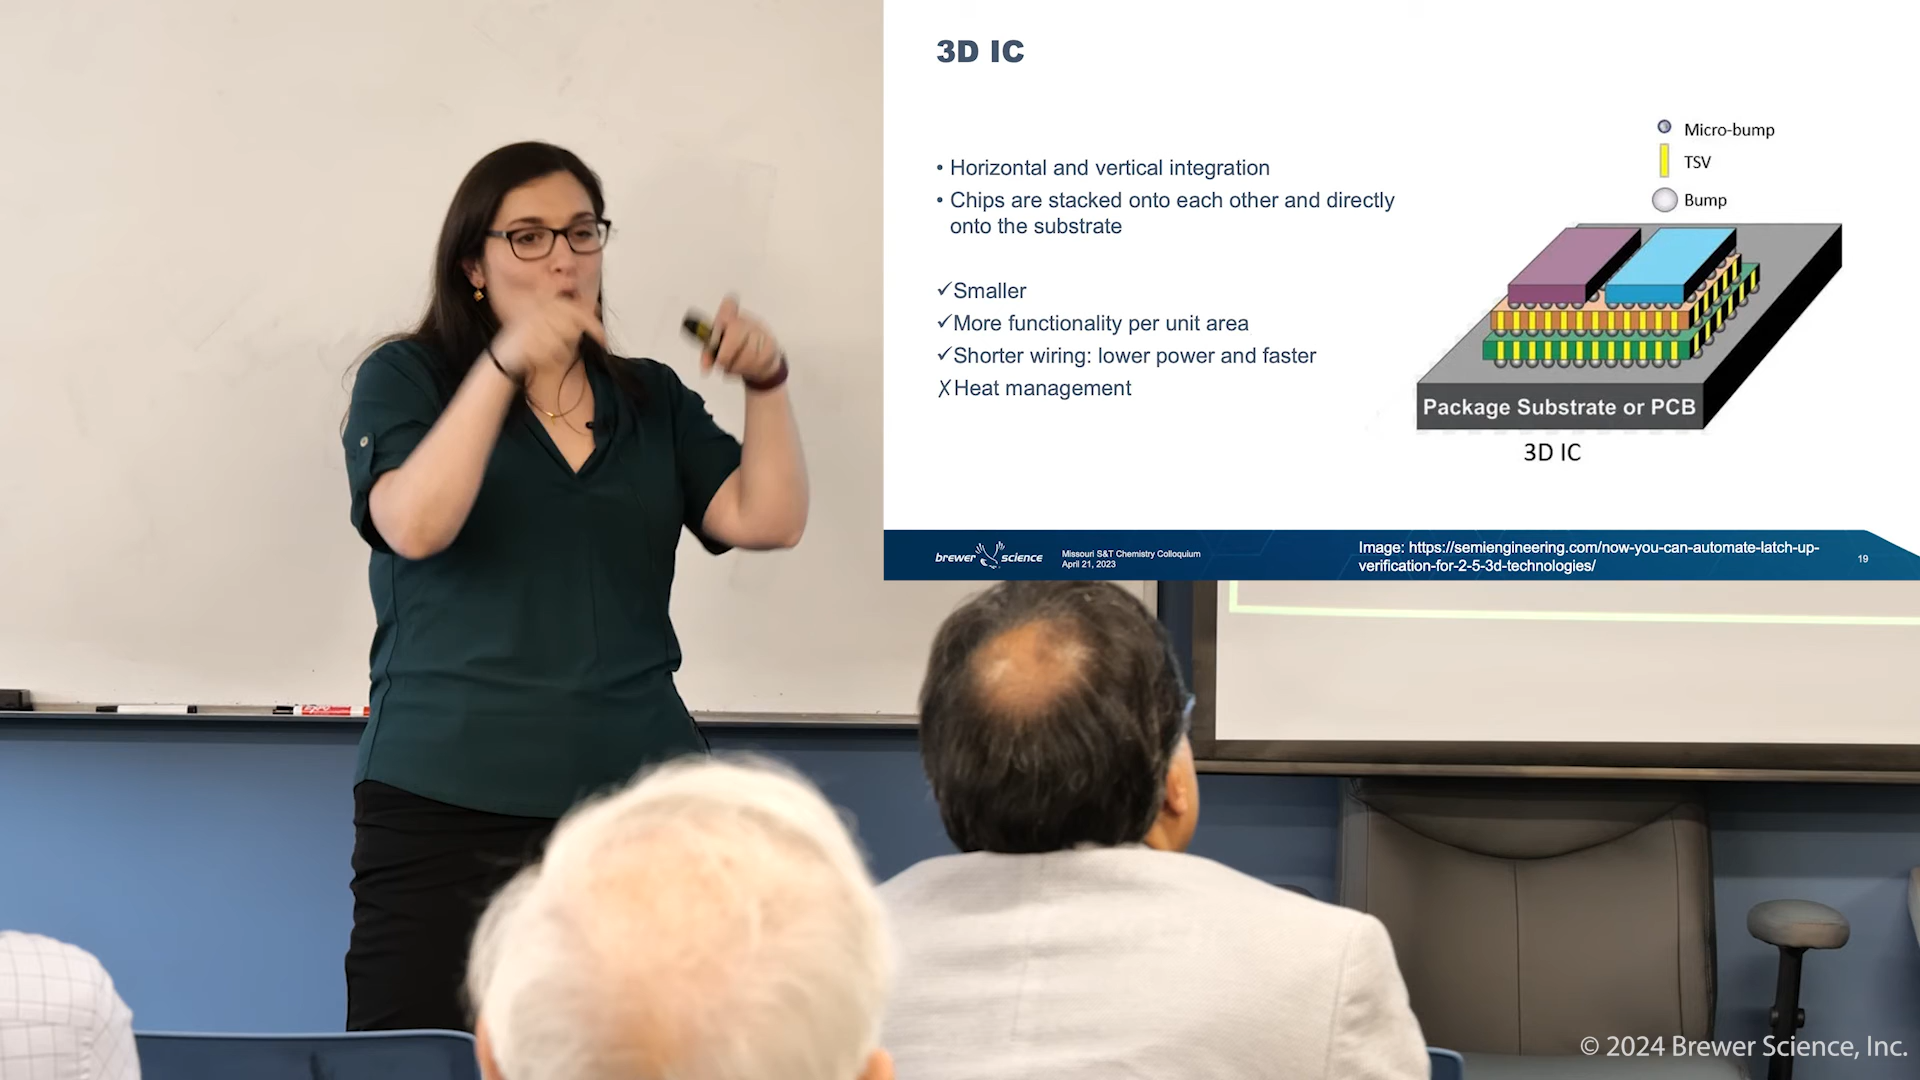 3D IC
• Horizontal and vertical integration
• Chips are stacked onto each other and directly
onto the substrate
✓Smaller
✓More functionality per unit area
✓Shorter wiring: lower power and faster
✗Heat management
Micro-bump
TSV
Bump
Package Substrate or PCB
3D IC
brewer science
Missouri S&T Chemistry Colloquium
April 21, 2023
Image: https://semiengineering.com/now-you-can-automate-latch-up-
verification-for-2-5-3d-technologies/
19
© 2024 Brewer Science, Inc.